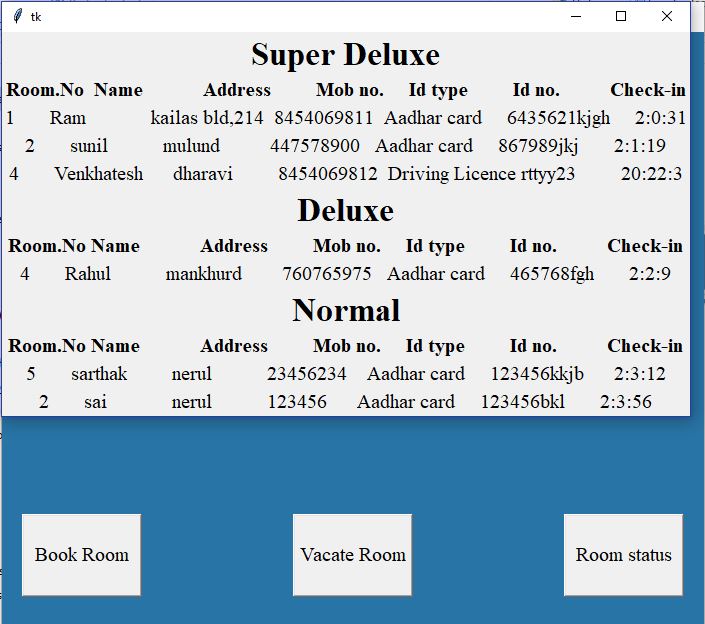 tk
Super Deluxe
Room.No Name Address Mob no. Id type Id no. Check-in
1 Ram kailas bld,214 8454069811 Aadhar card 6435621kjgh 2:0:31
2 sunil mulund 447578900 Aadhar card 867989jkj 2:1:19
4 Venkhatesh dharavi 8454069812 Driving Licence rttyy23 20:22:3
Deluxe
Room.No Name Address Mob no. Id type Id no. Check-in
4 Rahul mankhurd 760765975 Aadhar card 465768fgh 2:2:9
Normal
Room.No Name Address Mob no. Id type Id no. Check-in
5 sarthak nerul 23456234 Aadhar card 123456kkjb 2:3:12
2 sai nerul 123456 Aadhar card 123456bkl 2:3:56
Book Room Vacate Room Room status